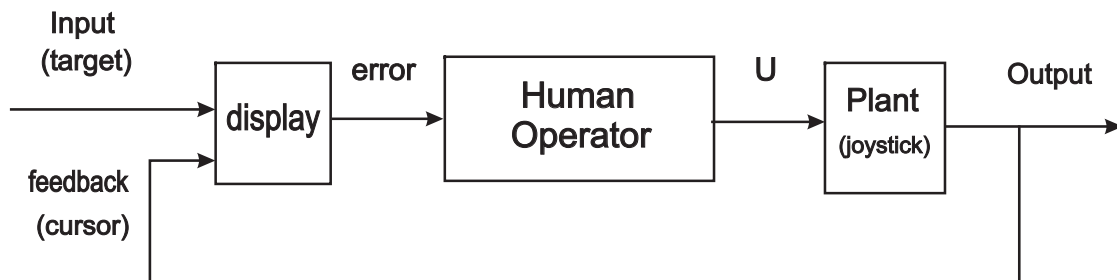 Input
(target)
display
feedback
(cursor)
error
Human
Operator
U
Plant
(joystick)
Output